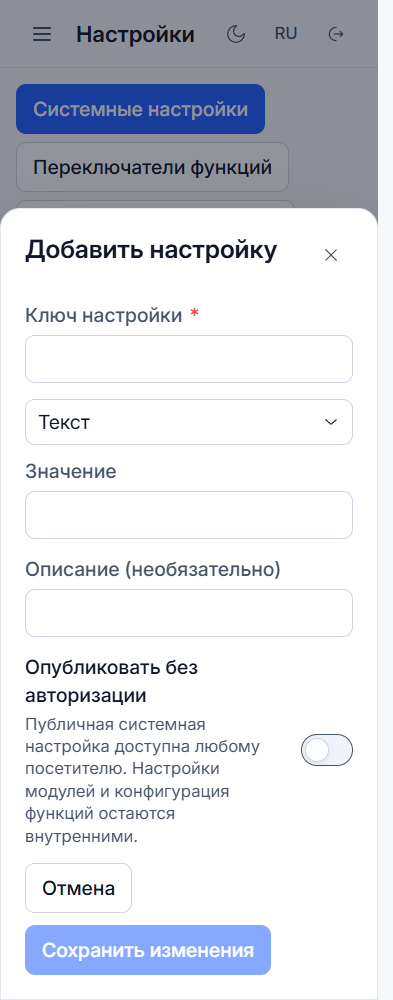 Настройки
RU
Системные настройки
Переключатели функций
Добавить настройку
Ключ настройки *
Текст
Значение
Описание (необязательно)
Опубликовать без
авторизации
Публичная системная
настройка доступна любому
посетителю. Настройки
модулей и конфигурация
функций остаются
внутренними.
Отмена
Сохранить изменения